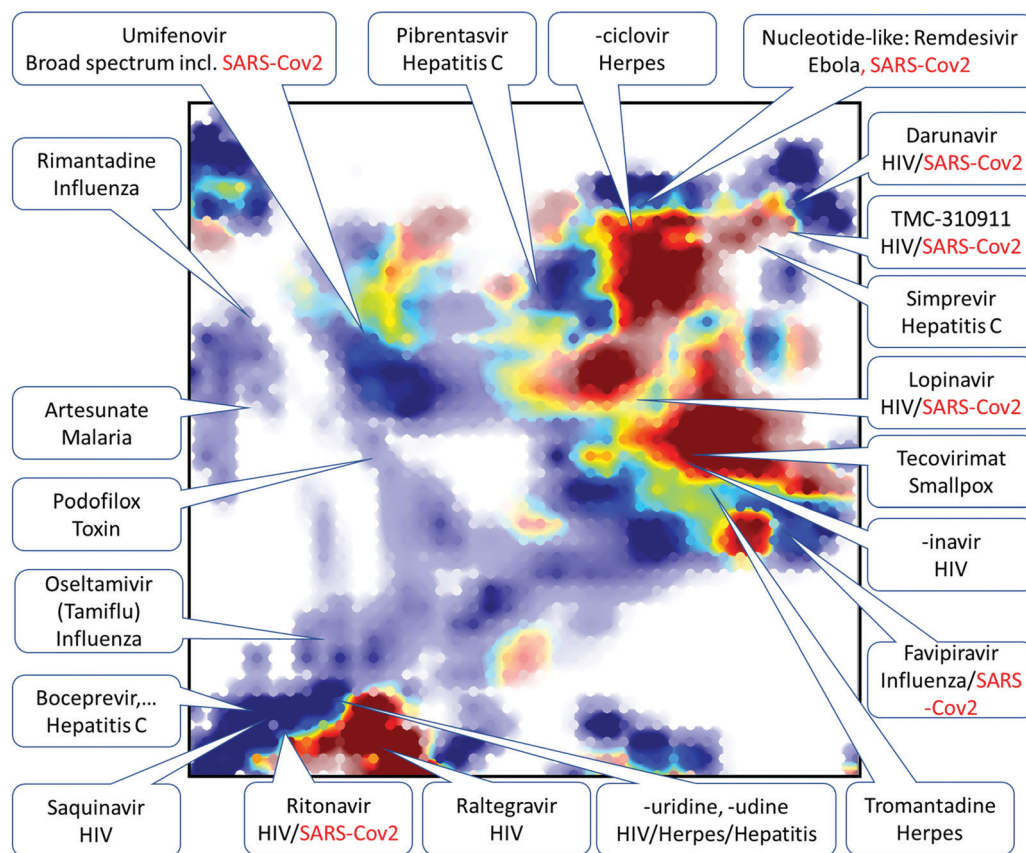 Umifenovir
Broad spectrum incl. SARS-Cov2
Pibrentasvir
Hepatitis C
-ciclovir
Herpes
Nucleotide-like: Remdesivir
Ebola, SARS-Cov2
Rimantadine
Influenza
Darunavir
HIV/SARS-Cov2
TMC-310911
HIV/SARS-Cov2
Simprevir
Hepatitis C
Artesunate
Malaria
Lopinavir
HIV/SARS-Cov2
Podofilox
Toxin
Tecovirimat
Smallpox
-inavir
HIV
Oseltamivir
(Tamiflu)
Influenza
Favipiravir
Influenza/SARS
-Cov2
Boceprevir,...
Hepatitis C
Saquinavir
HIV
Ritonavir
HIV/SARS-Cov2
Raltegravir
HIV
-uridine, -udine
HIV/Herpes/Hepatitis
Tromantadine
Herpes